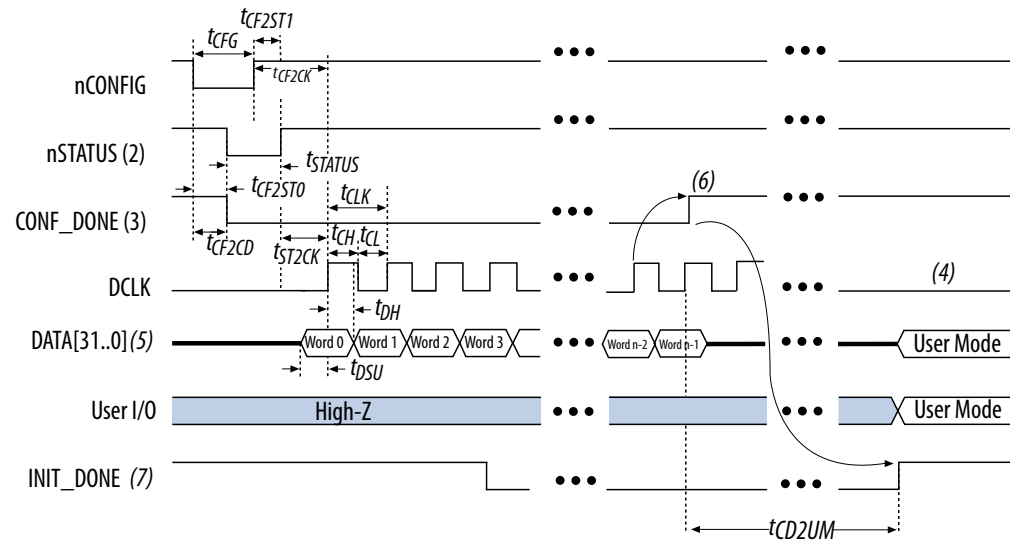 tCF2ST1
tCFG
tCF2CK
nCONFIG
nSTATUS (2)
tSTATUS
tCF2ST0
tCLK
(6)
CONF_DONE (3)
tCF2CD
tST2CK
tCH
tCL
(4)
DCLK
tDH
DATA[31..0] (5)
Word 0
Word 1
Word 2
Word 3
Word n-2
Word n-1
User Mode
tDSU
User I/O
High-Z
User Mode
INIT_DONE (7)
tCD2UM